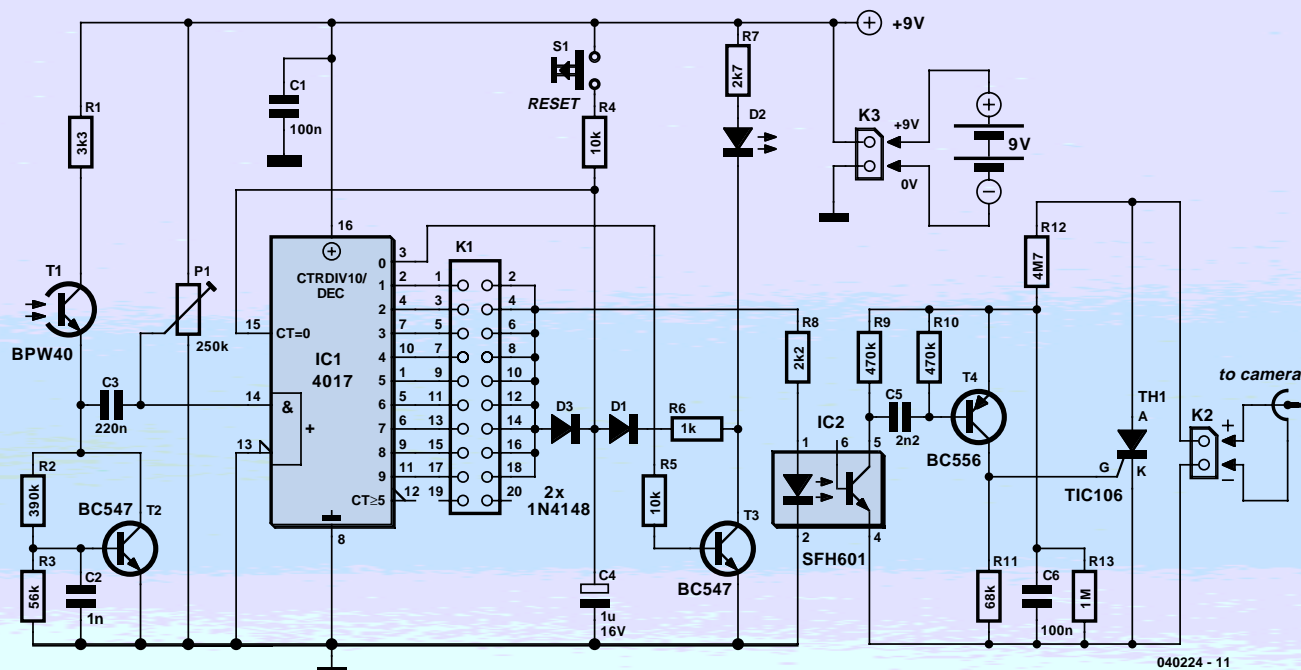 +9V
R1
3k3
C1
100n
S1
RESET
R4
10k
R7
2k7
D2
K3
+9V
0V
9V
T1
BPW40
P1
250k
C3
220n
16
CTRDIV10/
DEC
15
CT=0
IC1
4017
14
&
+
13
CT≥5
12
8
0
1
2
3
4
5
6
7
8
9
3
2
4
7
10
1
5
6
9
11
K1
1
3
5
7
9
11
13
15
17
19
2
4
6
8
10
12
14
16
18
20
2x
1N4148
D3
D1
R6
1k
R5
10k
T3
BC547
C4
1u
16V
R2
390k
R3
56k
C2
1n
BC547
T2
R8
2k2
R9
470k
R10
470k
R12
4M7
C5
2n2
T4
BC556
IC2
1
6
5
2
4
SFH601
TH1
A
G
K
TIC106
K2
+
–
to camera
R11
68k
C6
100n
R13
1M
040224 - 11